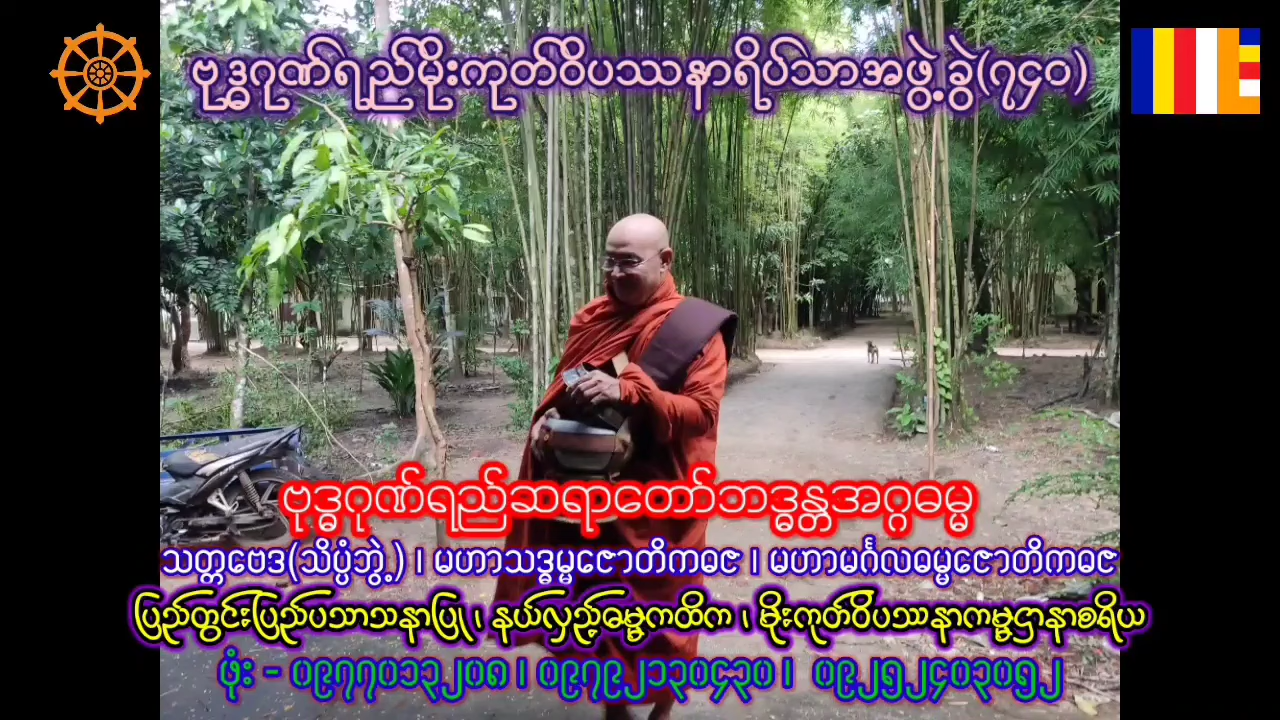 ဗုဒ္ဓဂုဏ်ရည်မိုးကုတ်ဝိပဿနာရိပ်သာအဖွဲ့ခွဲ(၇၄၀)
ဗုဒ္ဓဂုဏ်ရည်ဆရာတော်ဘဒ္ဒန္တအဂ္ဂဓမ္မ
သတ္တဗေဒ(သိပ္ပံဘွဲ့) ၊ မဟာသဒ္ဓမ္မဇောတိကဓဇ ၊ မဟာမင်္ဂလဓမ္မဇောတိကဓဇ
ပြည်တွင်းပြည်ပသာသနာပြု ၊ နယ်လှည့်ဓမ္မကထိက ၊ မိုးကုတ်ဝိပဿနာကမ္မဋ္ဌာနာစရိယ
ဖုံး - ၀၉၇၇၀၁၃၂၀၈ ၊ ၀၉၇၉၂၁၃၀၄၃၀ ၊ ၀၉၂၅၂၄၀၃၀၅၂